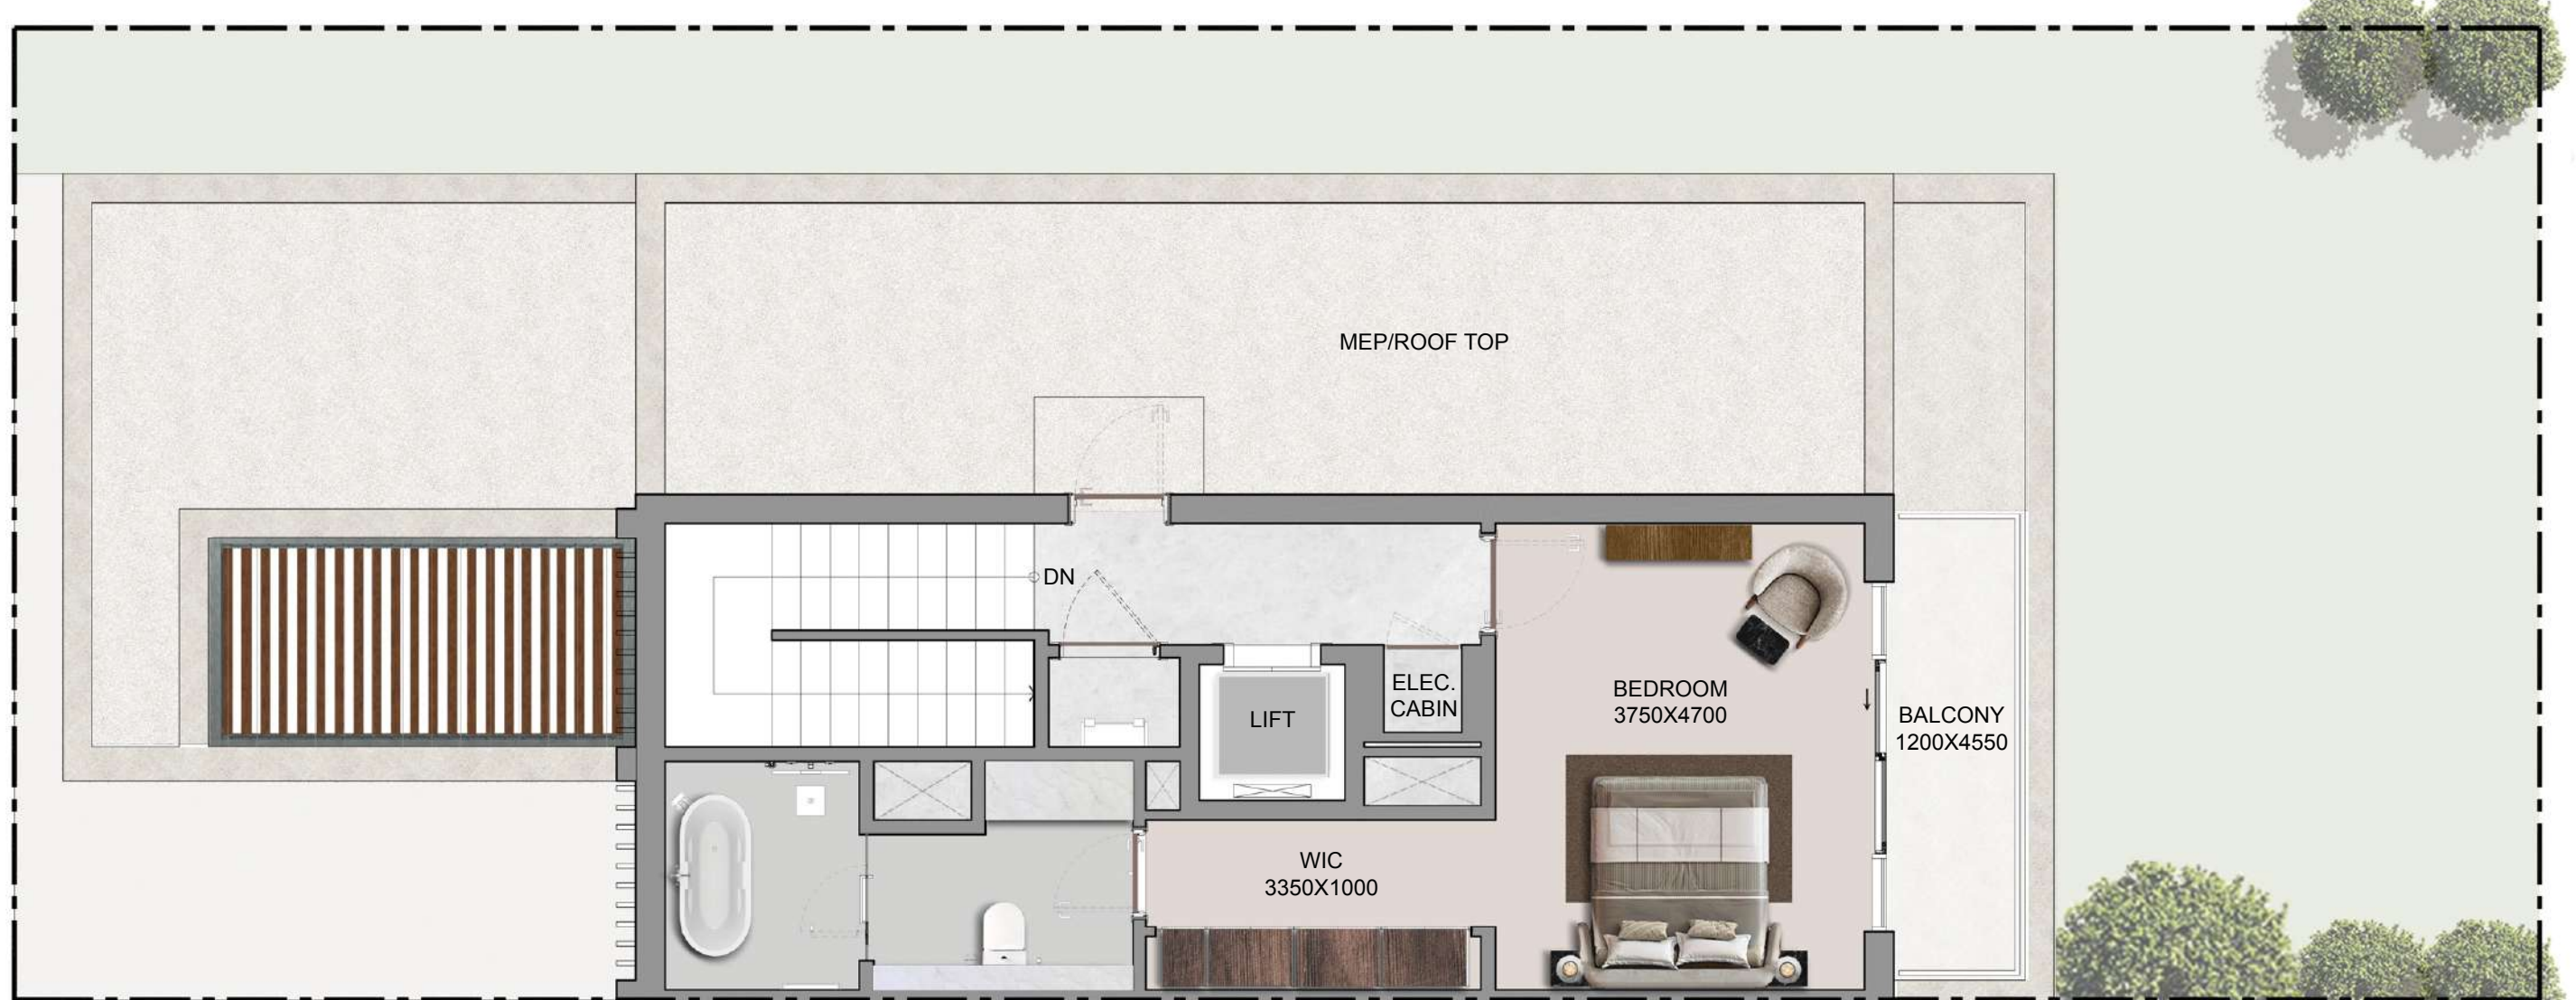 MEP/ROOF TOP
DN
ELEC.
CABIN
LIFT
BEDROOM
3750X4700
BALCONY
1200X4550
WIC
3350X1000